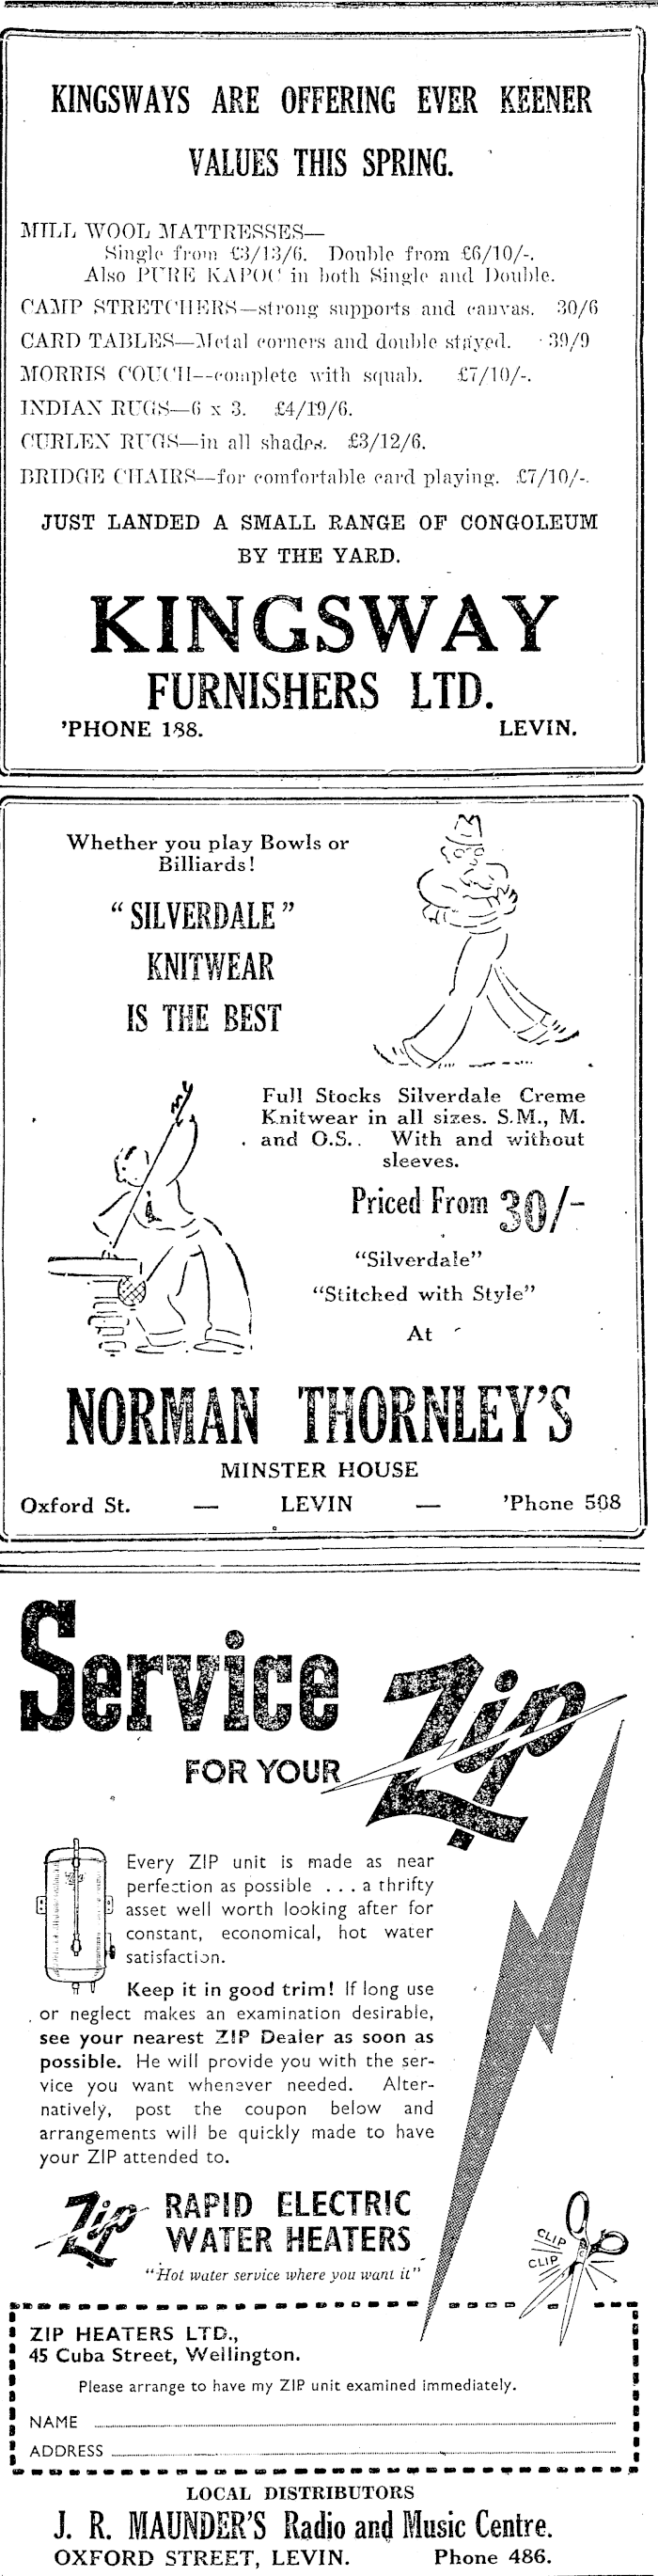 KINGSWAYS ARE OFFERING EVER KEENER
VALUES THIS SPRING.
MILL WOOL MATTRESSES—
Single from £3/13/6. Double from £6/10/-.
Also PURE KAPOC in both Single and Double.
CAMP STRETCHERS—strong supports and canvas. 30/6
CARD TABLES—Metal corners and double stayed. 39/9
MORRIS COUCH--complete with squab. £7/10/-.
INDIAN RUGS—6 x 3. £4/19/6.
CURLEX RUGS—in all shades. £3/12/6.
BRIDGE CHAIRS—for comfortable card playing. £7/10/-.
JUST LANDED A SMALL RANGE OF CONGOLEUM
BY THE YARD.
KINGSWAY
FURNISHERS LTD.
'PHONE 188. LEVIN.
Whether you play Bowls or
Billiards!
"SILVERDALE"
KNITWEAR
IS THE BEST
Full Stocks Silverdale Creme
Knitwear in all sizes. S.M., M.
and O.S.. With and without
sleeves.
Priced From 30/-
"Silverdale"
"Stitched with Style"
At
NORMAN THORNLEY'S
MINSTER HOUSE
Oxford St. — LEVIN — 'Phone 508
Service
FOR YOUR Zip
Every ZIP unit is made as near
perfection as possible . . . a thrifty
asset well worth looking after for
constant, economical, hot water
satisfaction.
Keep it in good trim! If long use
or neglect makes an examination desirable,
see your nearest ZIP Dealer as soon as
possible. He will provide you with the ser-
vice you want whenever needed. Alter-
natively, post the coupon below and
arrangements will be quickly made to have
your ZIP attended to.
Zip RAPID ELECTRIC
WATER HEATERS
"Hot water service where you want it"
CLIP
CLIP
ZIP HEATERS LTD.,
45 Cuba Street, Wellington.
Please arrange to have my ZIP unit examined immediately.
NAME
ADDRESS
LOCAL DISTRIBUTORS
J. R. MAUNDER'S Radio and Music Centre.
OXFORD STREET, LEVIN. Phone 486.